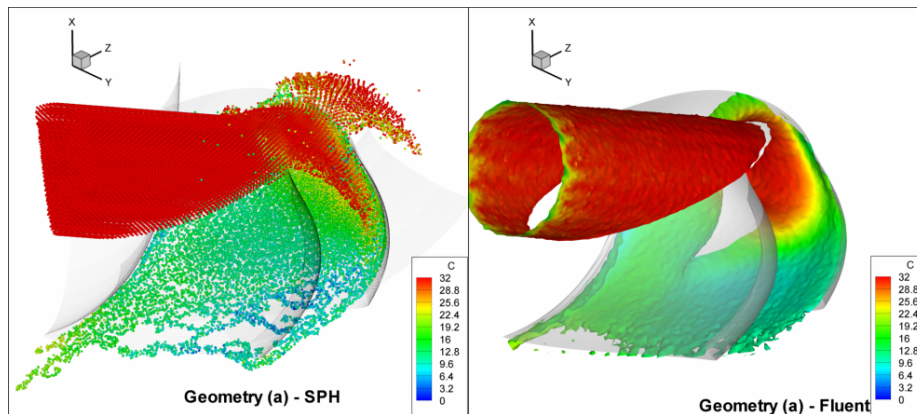 X
Z
Y
C
32
28.8
25.6
22.4
19.2
16
12.8
9.6
6.4
3.2
0
Geometry (a) - SPH
X
Z
Y
C
32
28.8
25.6
22.4
19.2
16
12.8
9.6
6.4
3.2
0
Geometry (a) - Fluent